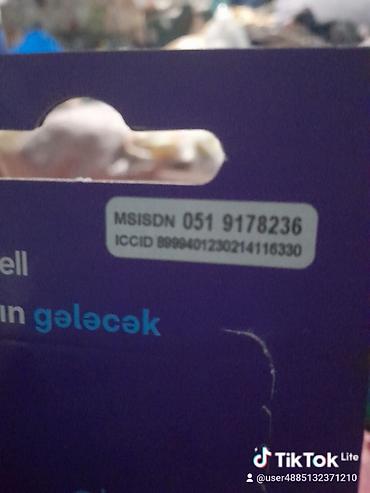 MSISDN 051 9178236
ICCID 8999401230214116330
ell
ın gələcək
TikTok Lite
@user4885132371210